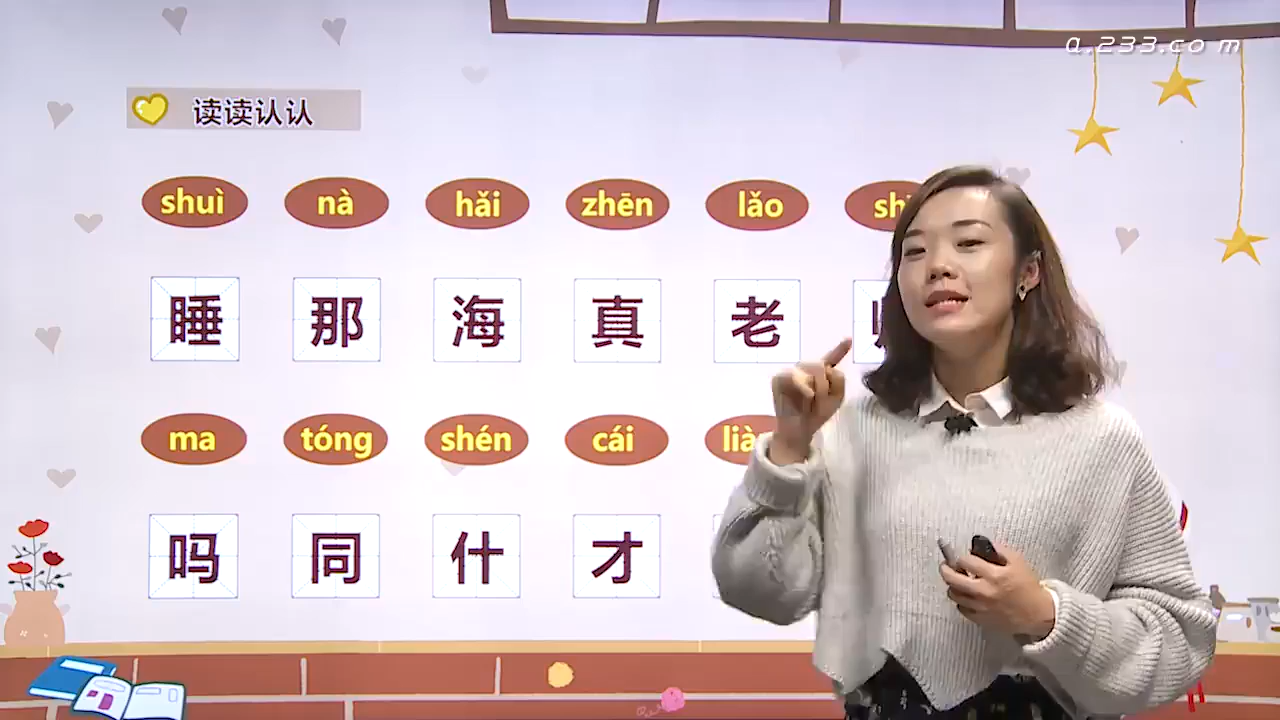 a.233.com
读读认认
shuì nà hǎi zhēn lǎo
睡 那 海 真 老
ma tóng shén cái
吗 同 什 才